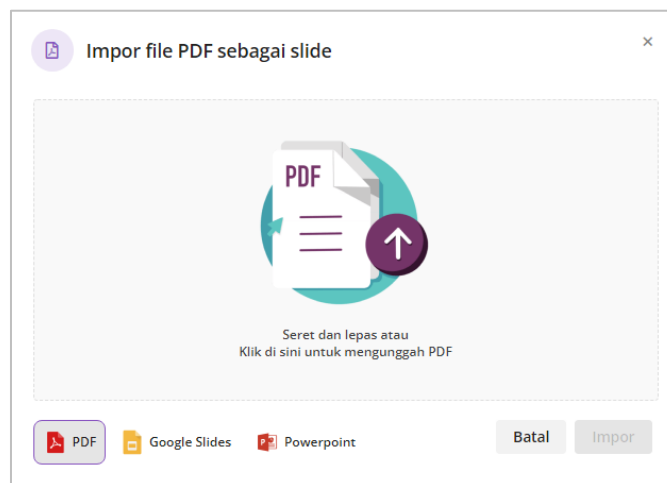 Impor file PDF sebagai slide
×
PDF
Seret dan lepas atau
Klik di sini untuk mengunggah PDF
PDF
Google Slides
P
Powerpoint
Batal
Impor